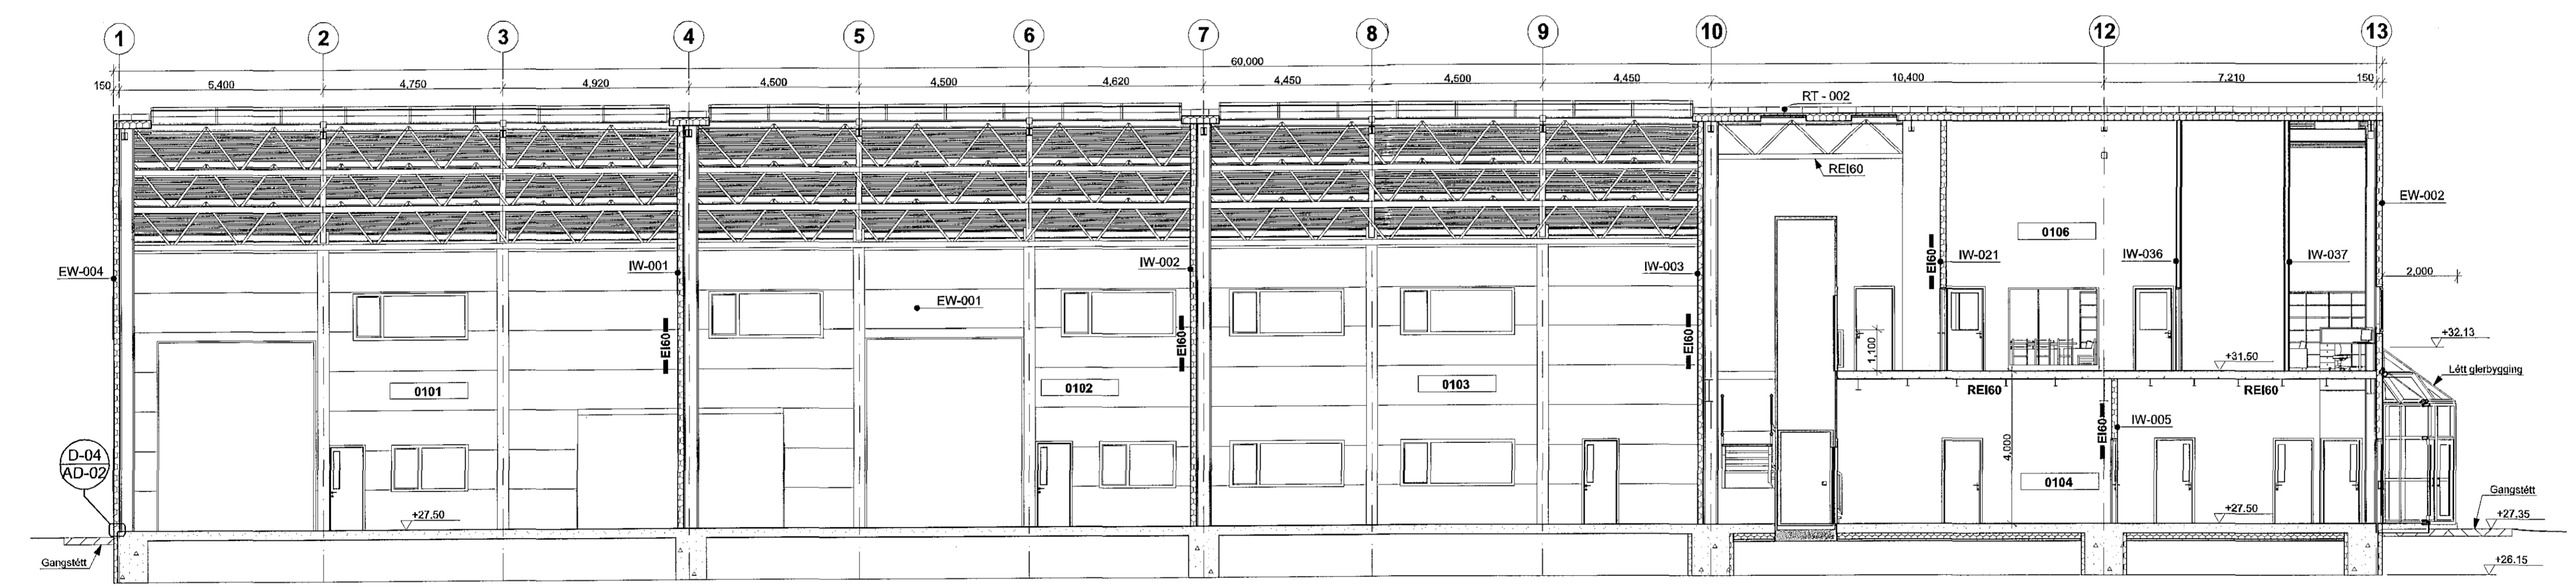 1 2 3 4 5 6 7 8 9 10 12 13
60,000
150 5,400 4,750 4,920 4,500 4,500 4,620 4,450 4,500 4,450 10,400 7,210 150
RT - 002
REI60
EW-002
0106
EW-004 IW-001 IW-002 IW-003 EI60 IW-021 IW-036 IW-037
2,000
EW-001
EI60 EI60 EI60
1,100
+32.13
+31.50
Létt glerbygging
0101 0102 0103
REI60 REI60
EI60
IW-005
4,000
D-04
AD-02
0104
Gangstétt
+27.50 +27.50 +27.35
Gangstétt
+26.15